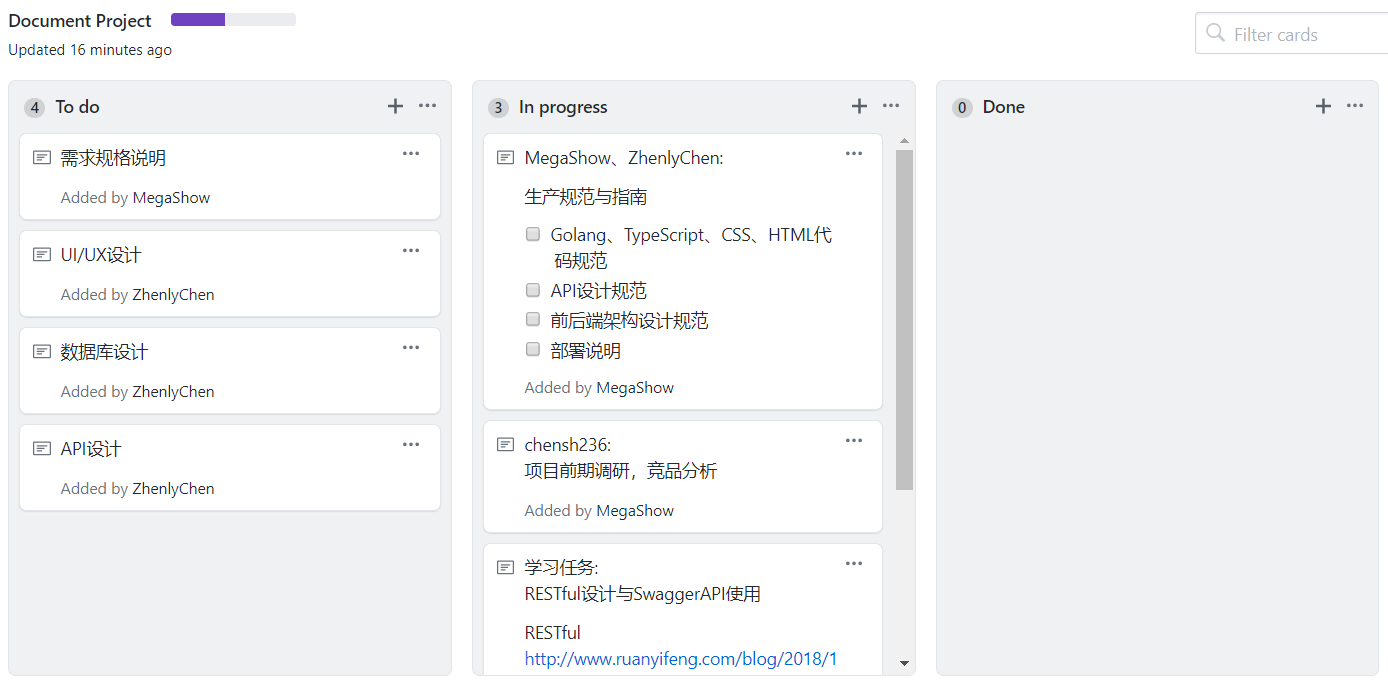 Document Project
Updated 16 minutes ago
Filter cards
4 To do
需求规格说明
Added by MegaShow
UI/UX设计
Added by ZhenlyChen
数据库设计
Added by ZhenlyChen
API设计
Added by ZhenlyChen
3 In progress
MegaShow、ZhenlyChen:
生产规范与指南
Golang、TypeScript、CSS、HTML代
码规范
API设计规范
前后端架构设计规范
部署说明
Added by MegaShow
chensh236:
项目前期调研，竞品分析
Added by MegaShow
学习任务:
RESTful设计与SwaggerAPI使用
RESTful
http://www.ruanyifeng.com/blog/2018/1
0 Done